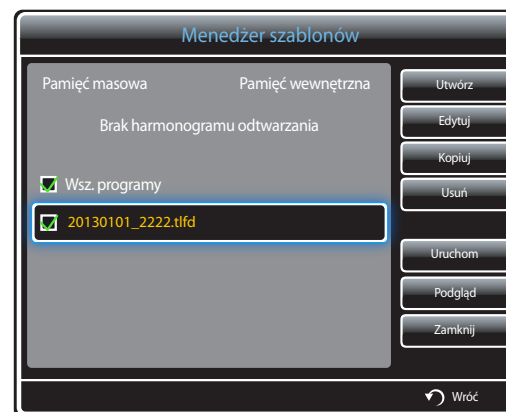 Menedżer szablonów
Pamięć masowa Pamięć wewnętrzna
Brak harmonogramu odtwarzania
Wsz. programy
20130101_2222.tlfd
Utwórz
Edytuj
Kopiuj
Usuń
Uruchom
Podgląd
Zamknij
Wróć